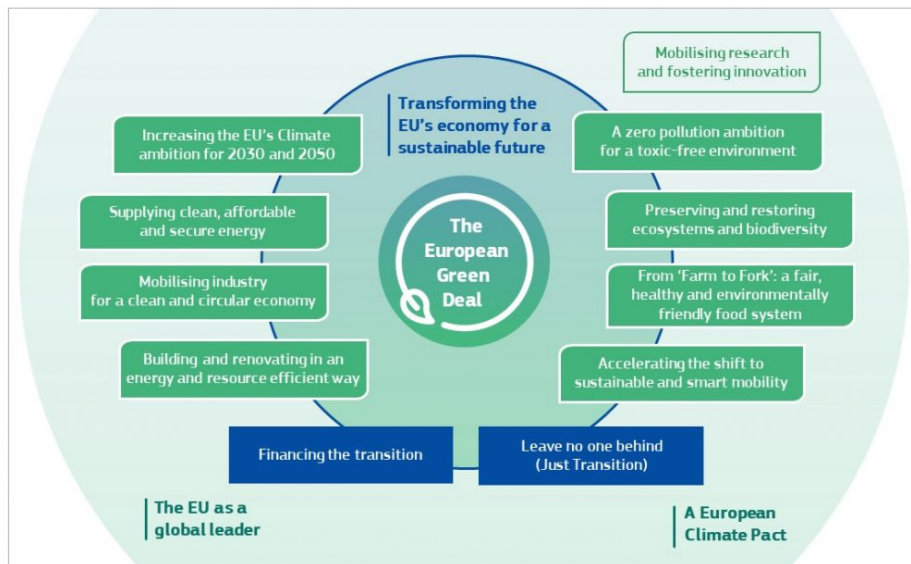 Mobilising research
and fostering innovation
Transforming the
EU's economy for a
sustainable future
Increasing the EU's Climate
ambition for 2030 and 2050
A zero pollution ambition
for a toxic-free environment
Supplying clean, affordable
and secure energy
The
European
Green
Deal
Preserving and restoring
ecosystems and biodiversity
Mobilising industry
for a clean and circular economy
From ‘Farm to Fork’: a fair,
healthy and environmentally
friendly food system
Building and renovating in an
energy and resource efficient way
Accelerating the shift to
sustainable and smart mobility
Financing the transition
Leave no one behind
(Just Transition)
The EU as a
global leader
A European
Climate Pact